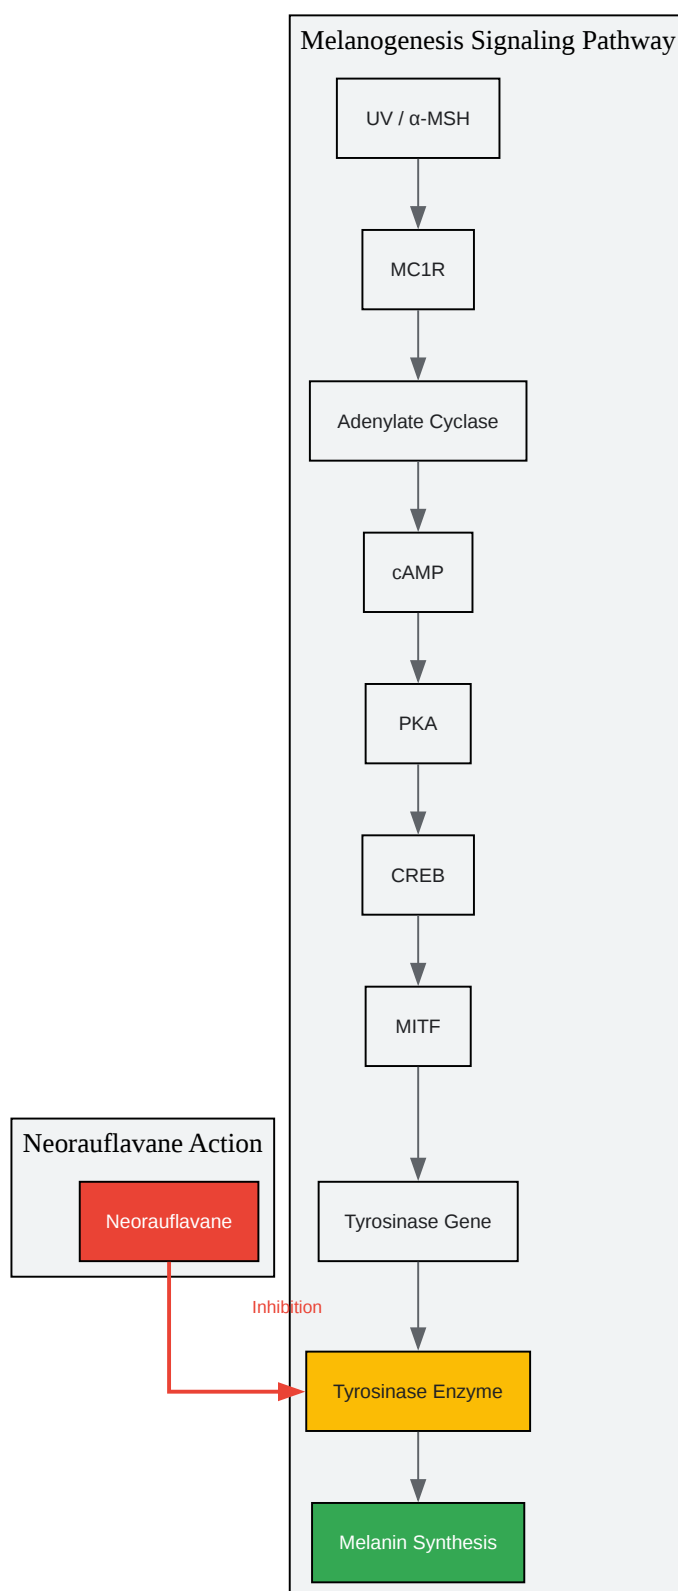 Melanogenesis Signaling Pathway
UV / α-MSH
MC1R
Adenylate Cyclase
cAMP
PKA
CREB
MITF
Neorauflavane Action
Neorauflavane
Tyrosinase Gene
Inhibition
Tyrosinase Enzyme
Melanin Synthesis